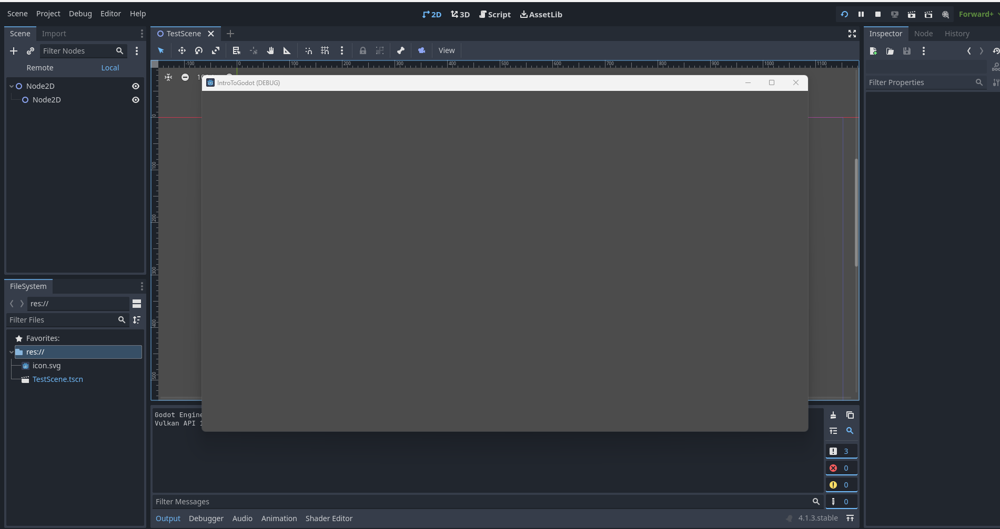 Scene Project Debug Editor Help
2D 3D Script AssetLib
Forward+
Scene Import
TestScene
Inspector Node History
Filter Nodes
View
Remote Local
-100 0 100 200 300 400 500 600 700 800 900 1000 1100
IntroToGodot (DEBUG)
Filter Properties
Node2D
Node2D
0
100
200
300
400
500
FileSystem
res://
Filter Files
Favorites:
res://
icon.svg
TestScene.tscn
Godot Engine
Vulkan API
3
0
0
0
Filter Messages
Output Debugger Audio Animation Shader Editor
4.1.3.stable